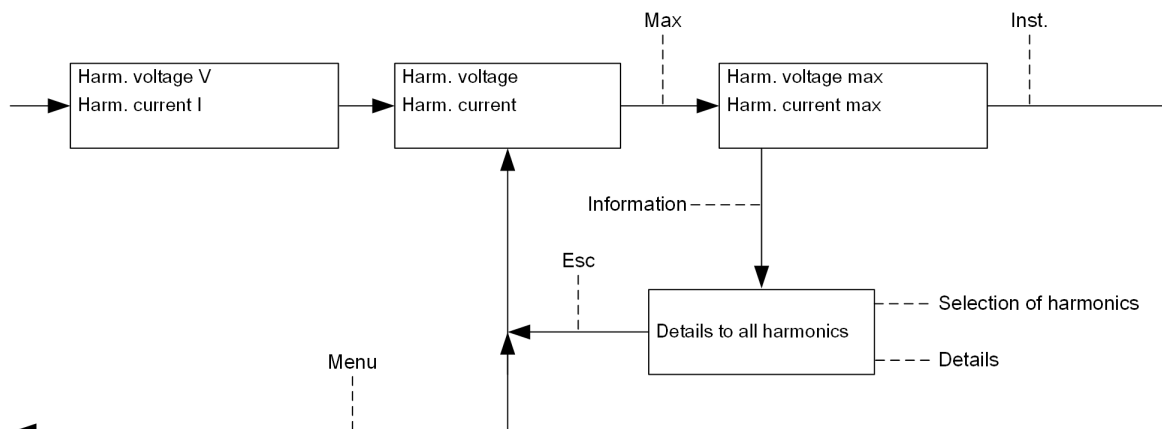 Max
Inst.
Harm. voltage V
Harm. current I
Harm. voltage
Harm. current
Harm. voltage max
Harm. current max
Information
Esc
Selection of harmonics
Details to all harmonics
Details
Menu